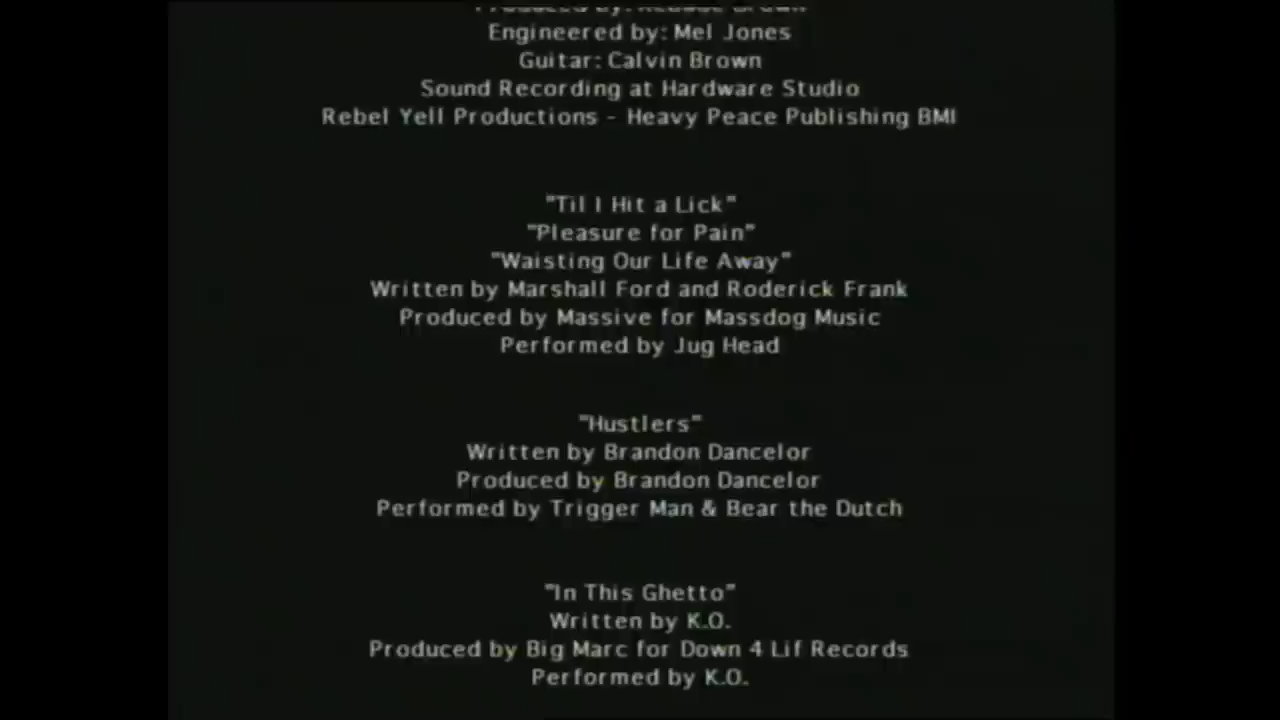 Produced by:
Engineered by: Mel Jones
Guitar: Calvin Brown
Sound Recording at Hardware Studio
Rebel Yell Productions - Heavy Peace Publishing BMI
"Til I Hit a Lick"
"Pleasure for Pain"
"Waisting Our Life Away"
Written by Marshall Ford and Roderick Frank
Produced by Massive for Massdog Music
Performed by Jug Head
"Hustlers"
Written by Brandon Dancelor
Produced by Brandon Dancelor
Performed by Trigger Man & Bear the Dutch
"In This Ghetto"
Written by K.O.
Produced by Big Marc for Down 4 Lif Records
Performed by K.O.